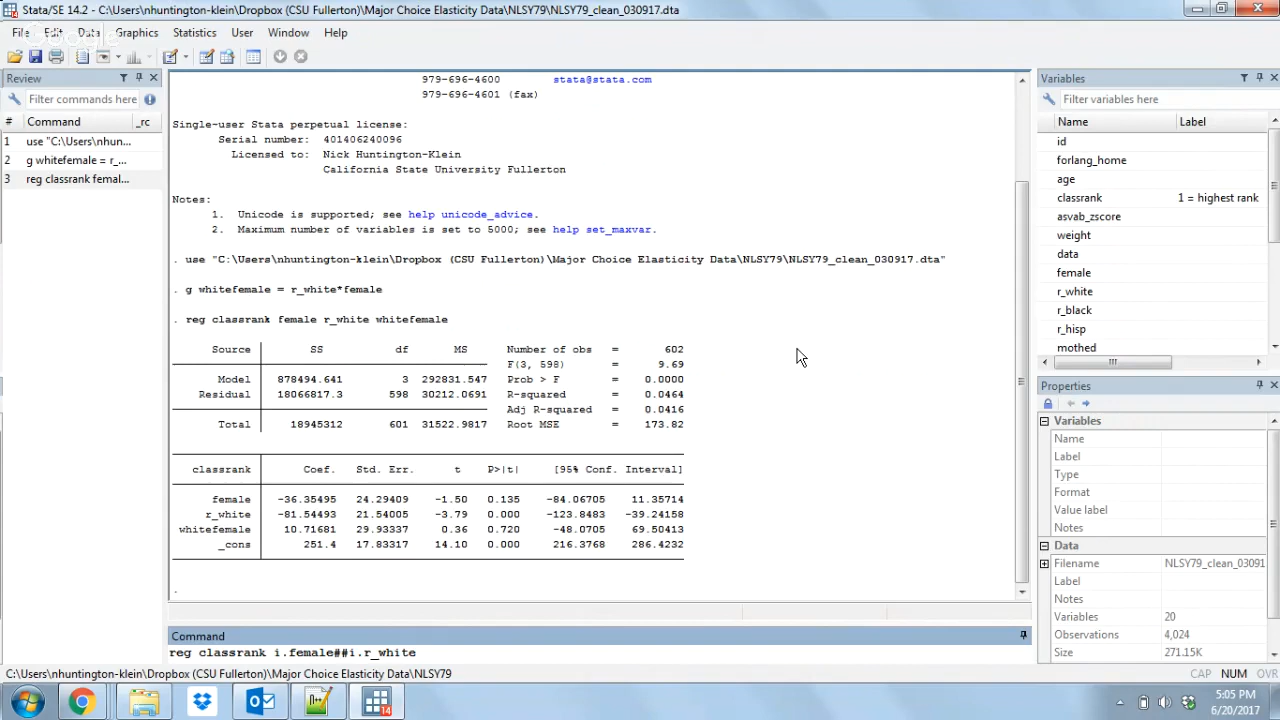 Stata/SE 14.2 - C:\Users\nhuntington-klein\Dropbox (CSU Fullerton)\Major Choice Elasticity Data\NLSY79\NLSY79_clean_030917.dta
File Edit Data Graphics Statistics User Window Help
Google
Review
Filter commands here
# Command _rc
1 use "C:\Users\nhun...
2 g whitefemale = r_...
3 reg classrank femal...
979-696-4600 stata@stata.com
979-696-4601 (fax)
Single-user Stata perpetual license:
Serial number: 401406240096
Licensed to: Nick Huntington-Klein
California State University Fullerton
Notes:
1. Unicode is supported; see help unicode_advice.
2. Maximum number of variables is set to 5000; see help set_maxvar.
. use "C:\Users\nhuntington-klein\Dropbox (CSU Fullerton)\Major Choice Elasticity Data\NLSY79\NLSY79_clean_030917.dta"
. g whitefemale = r_white*female
. reg classrank female r_white whitefemale
Source SS df MS Number of obs = 602
F(3, 598) = 9.69
Model 878494.641 3 292831.547 Prob > F = 0.0000
Residual 18066817.3 598 30212.0691 R-squared = 0.0464
Adj R-squared = 0.0416
Total 18945312 601 31522.9817 Root MSE = 173.82
classrank Coef. Std. Err. t P>|t| [95% Conf. Interval]
female -36.35495 24.29409 -1.50 0.135 -84.06705 11.35714
r_white -81.54493 21.54005 -3.79 0.000 -123.8483 -39.24158
whitefemale 10.71681 29.93337 0.36 0.720 -48.0705 69.50413
_cons 251.4 17.83317 14.10 0.000 216.3768 286.4232
.
Command
reg classrank i.female##i.r_white
Variables
Filter variables here
Name Label
id
forlang_home
age
classrank 1 = highest rank
asvab_zscore
weight
data
female
r_white
r_black
r_hisp
mothed
Properties
Variables
Name
Label
Type
Format
Value label
Notes
Data
Filename NLSY79_clean_03091
Label
Notes
Variables 20
Observations 4,024
Size 271.15K
C:\Users\nhuntington-klein\Dropbox (CSU Fullerton)\Major Choice Elasticity Data\NLSY79
CAP NUM OVR
14
5:05 PM
6/20/2017